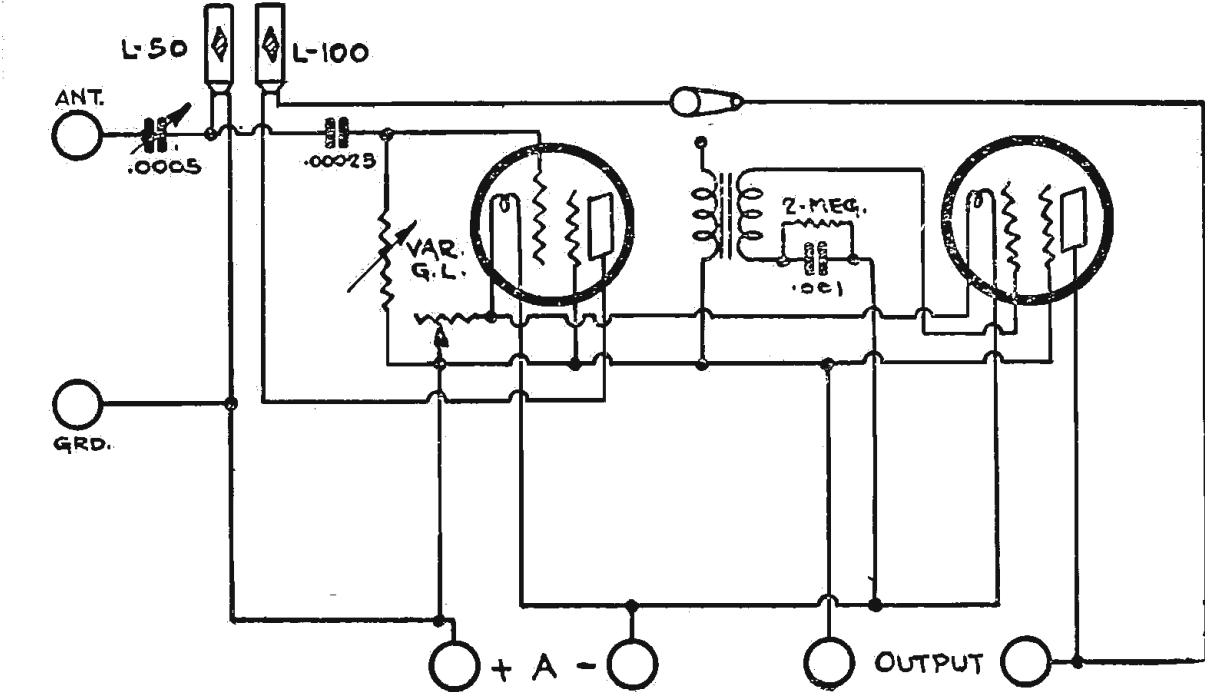 L-50
L-100
ANT.
.0005
.00025
VAR.
G.L.
2-MEG.
.001
GRD.
+ A -
OUTPUT